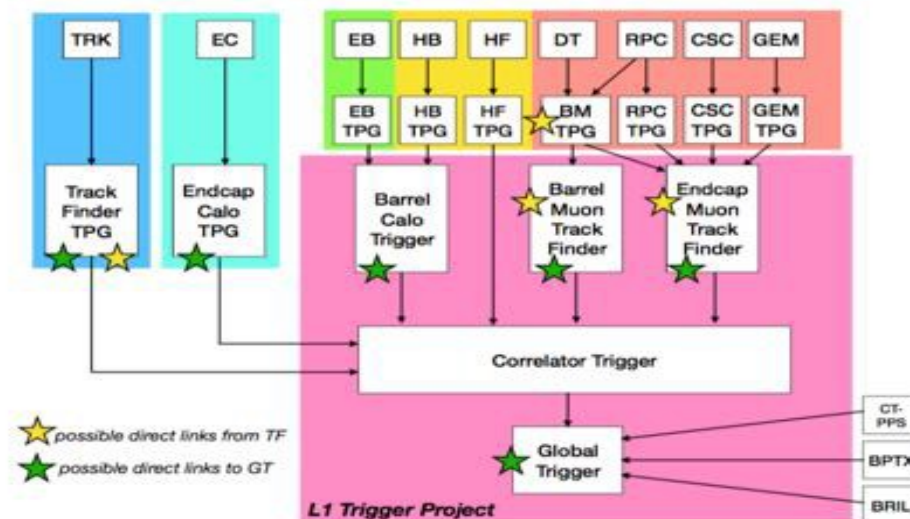 TRK EC EB HB HF DT RPC CSC GEM
EB
TPG
HB
TPG
HF
TPG
BM
TPG
RPC
TPG
CSC
TPG
GEM
TPG
Track
Finder
TPG
Endcap
Calo
TPG
Barrel
Calo
Trigger
Barrel
Muon
Track
Finder
Endcap
Muon
Track
Finder
Correlator Trigger
possible direct links from TF
possible direct links to GT
Global
Trigger
CT-
PPS
BPTX
BRIL
L1 Trigger Project